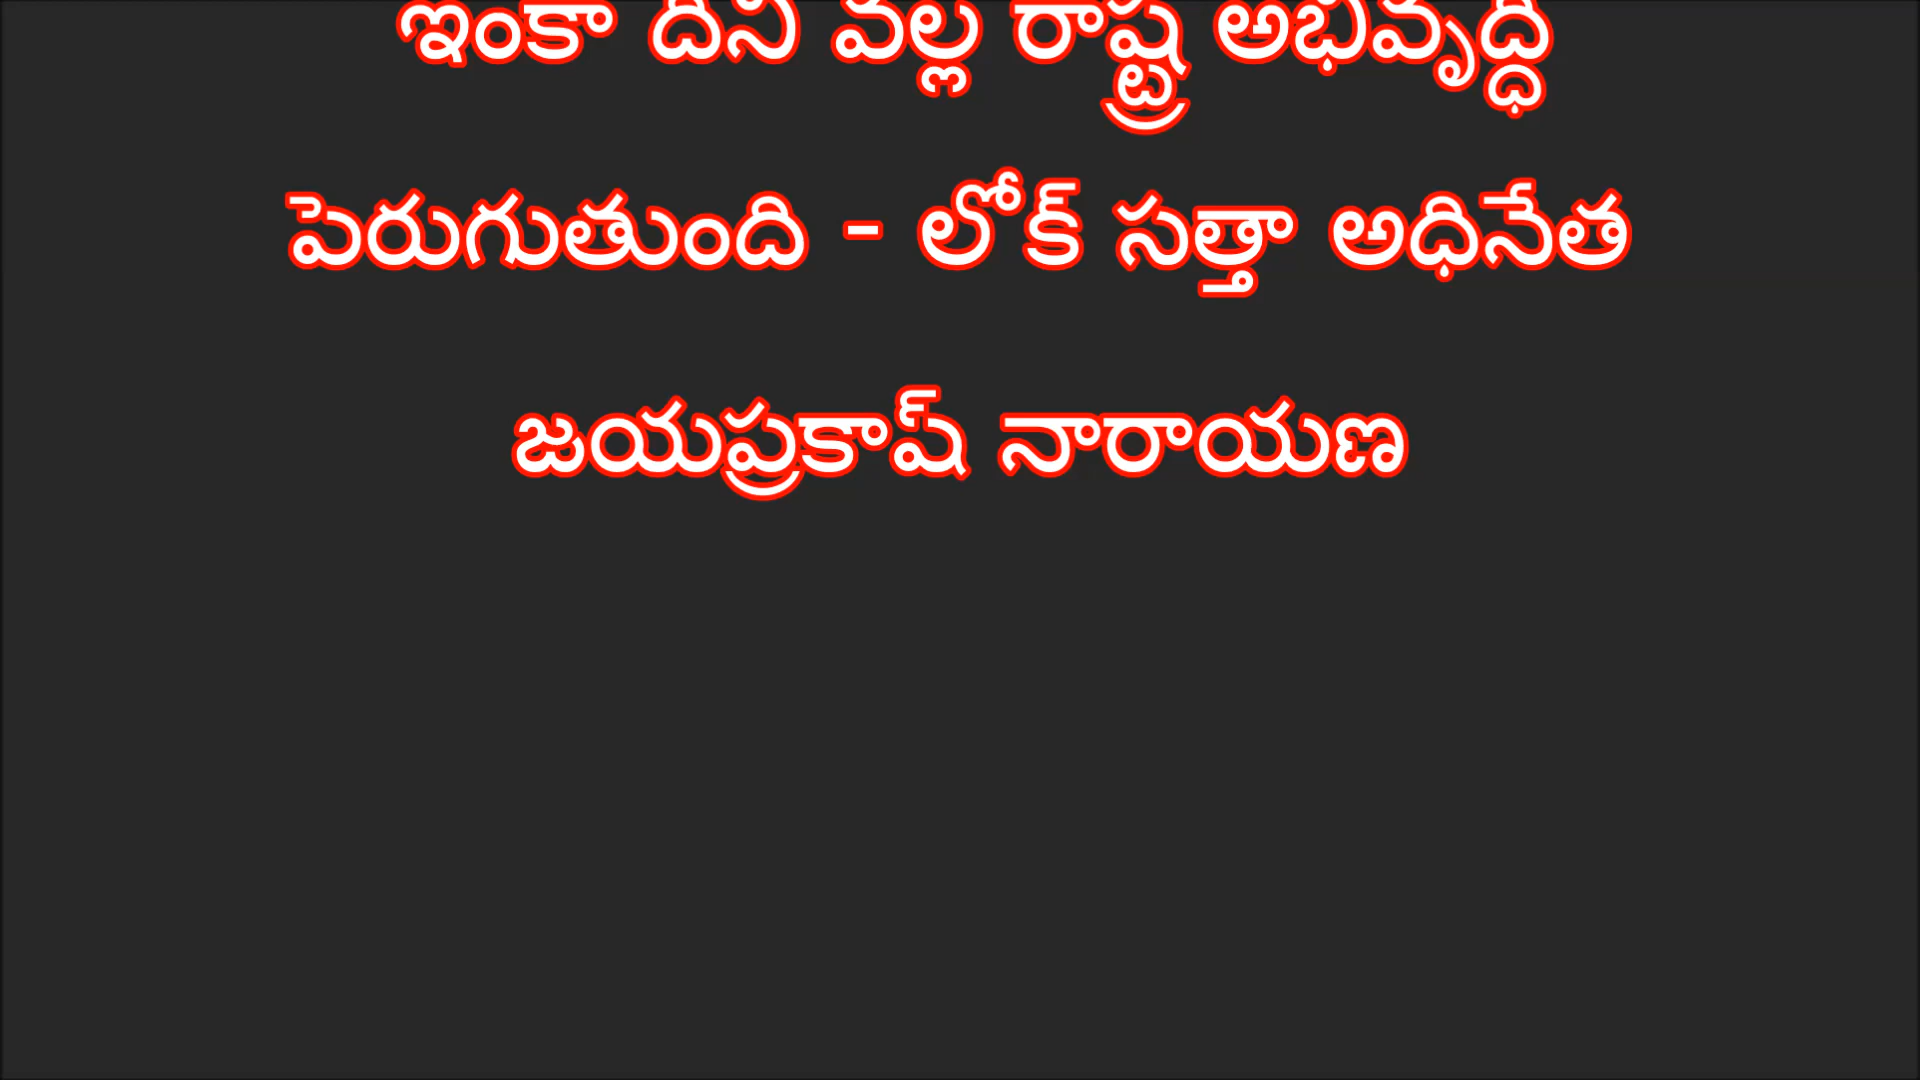 ఇంకా దీని వల్ల రాష్ట్ర అభివృద్ధి
పెరుగుతుంది - లోక్ సత్తా అధినేత
జయప్రకాష్ నారాయణ